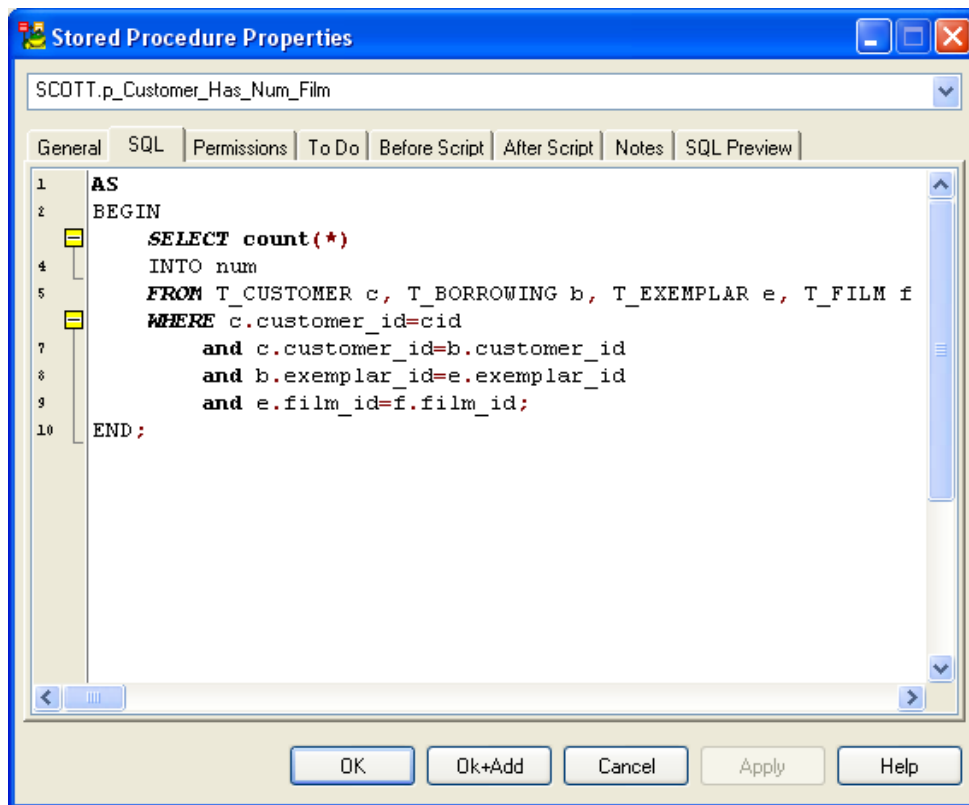 Stored Procedure Properties
SCOTT.p_Customer_Has_Num_Film
General SQL Permissions To Do Before Script After Script Notes SQL Preview
1 AS
2 BEGIN
SELECT count(*)
4 INTO num
5 FROM T_CUSTOMER c, T_BORROWING b, T_EXEMPLAR e, T_FILM f
WHERE c.customer_id=cid
7 and c.customer_id=b.customer_id
8 and b.exemplar_id=e.exemplar_id
9 and e.film_id=f.film_id;
10 END;
OK Ok+Add Cancel Apply Help